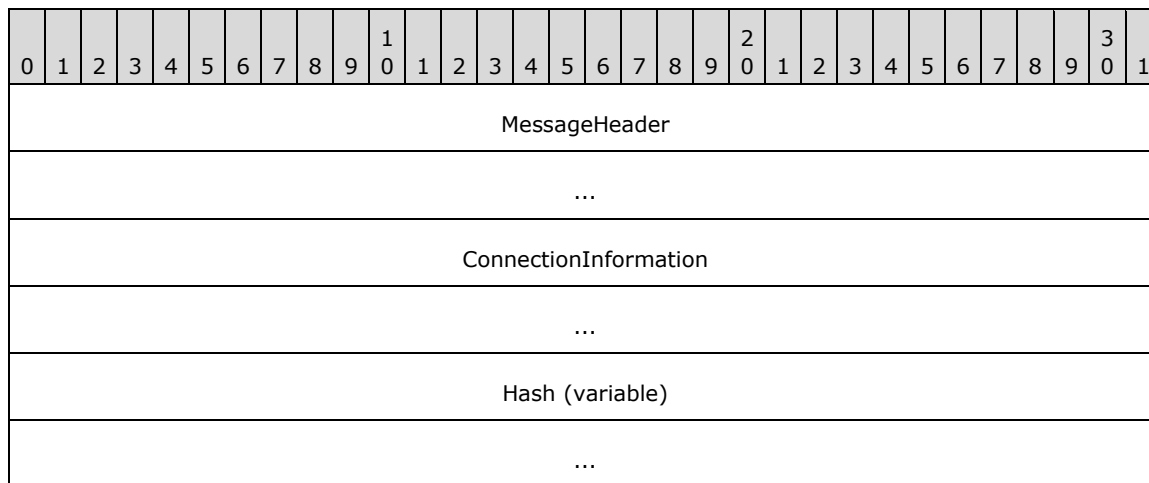 1 2 3
0 1 2 3 4 5 6 7 8 9 0 1 2 3 4 5 6 7 8 9 0 1 2 3 4 5 6 7 8 9 0 1
MessageHeader
...
ConnectionInformation
...
Hash (variable)
...